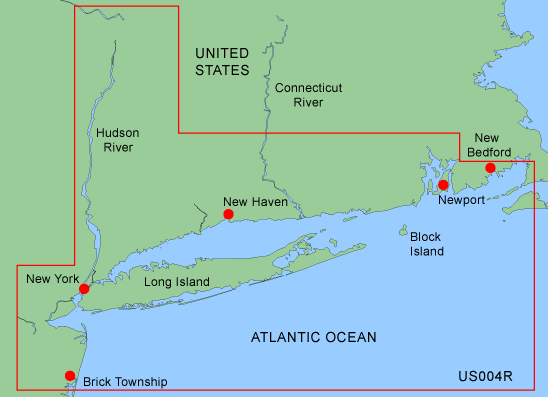 UNITED
STATES
Connecticut
River
Hudson
River
New
Bedford
New Haven
Newport
Block
Island
New York
Long Island
ATLANTIC OCEAN
US004R
Brick Township